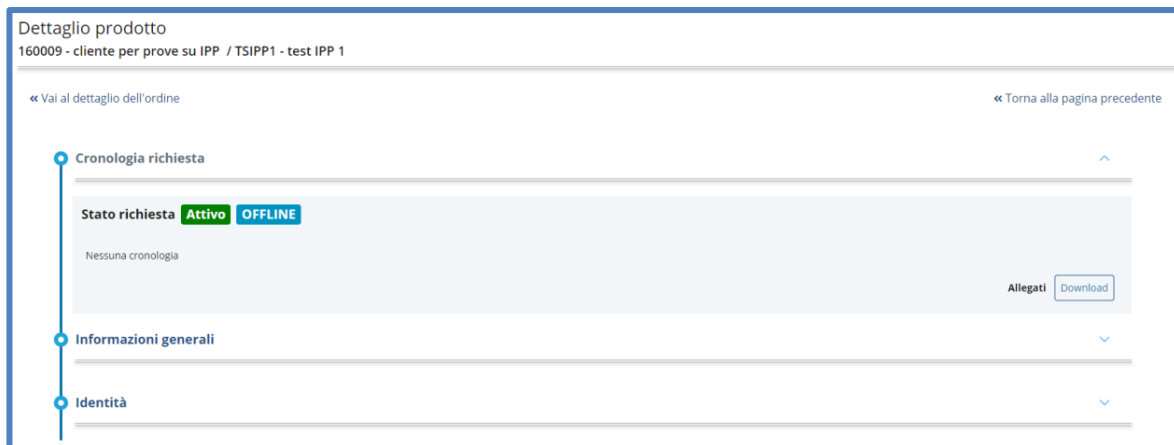 Dettaglio prodotto
160009 - cliente per prove su IPP / TSIPP1 - test IPP 1
« Vai al dettaglio dell'ordine
« Torna alla pagina precedente
Cronologia richiesta
Stato richiesta Attivo OFFLINE
Nessuna cronologia
Allegati Download
Informazioni generali
Identità